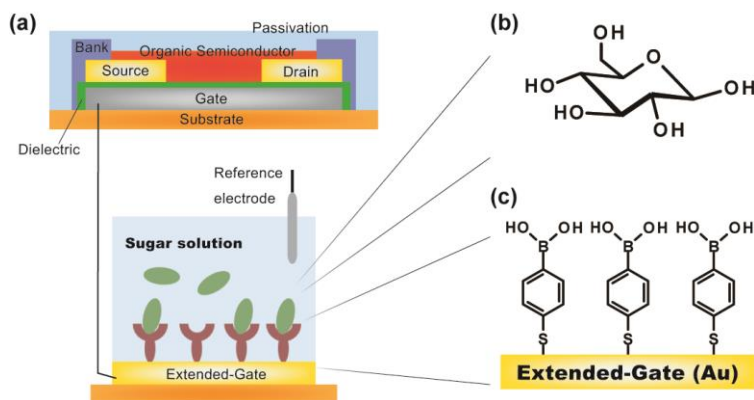 (a)
Passivation
Bank
Organic Semiconductor
Source
Drain
Gate
Substrate
Dielectric
Reference
electrode
Sugar solution
Extended-Gate
(b)
HO
O
HO
HO
OH
OH
(c)
HO OH HO OH HO OH
B B B
S S S
Extended-Gate (Au)